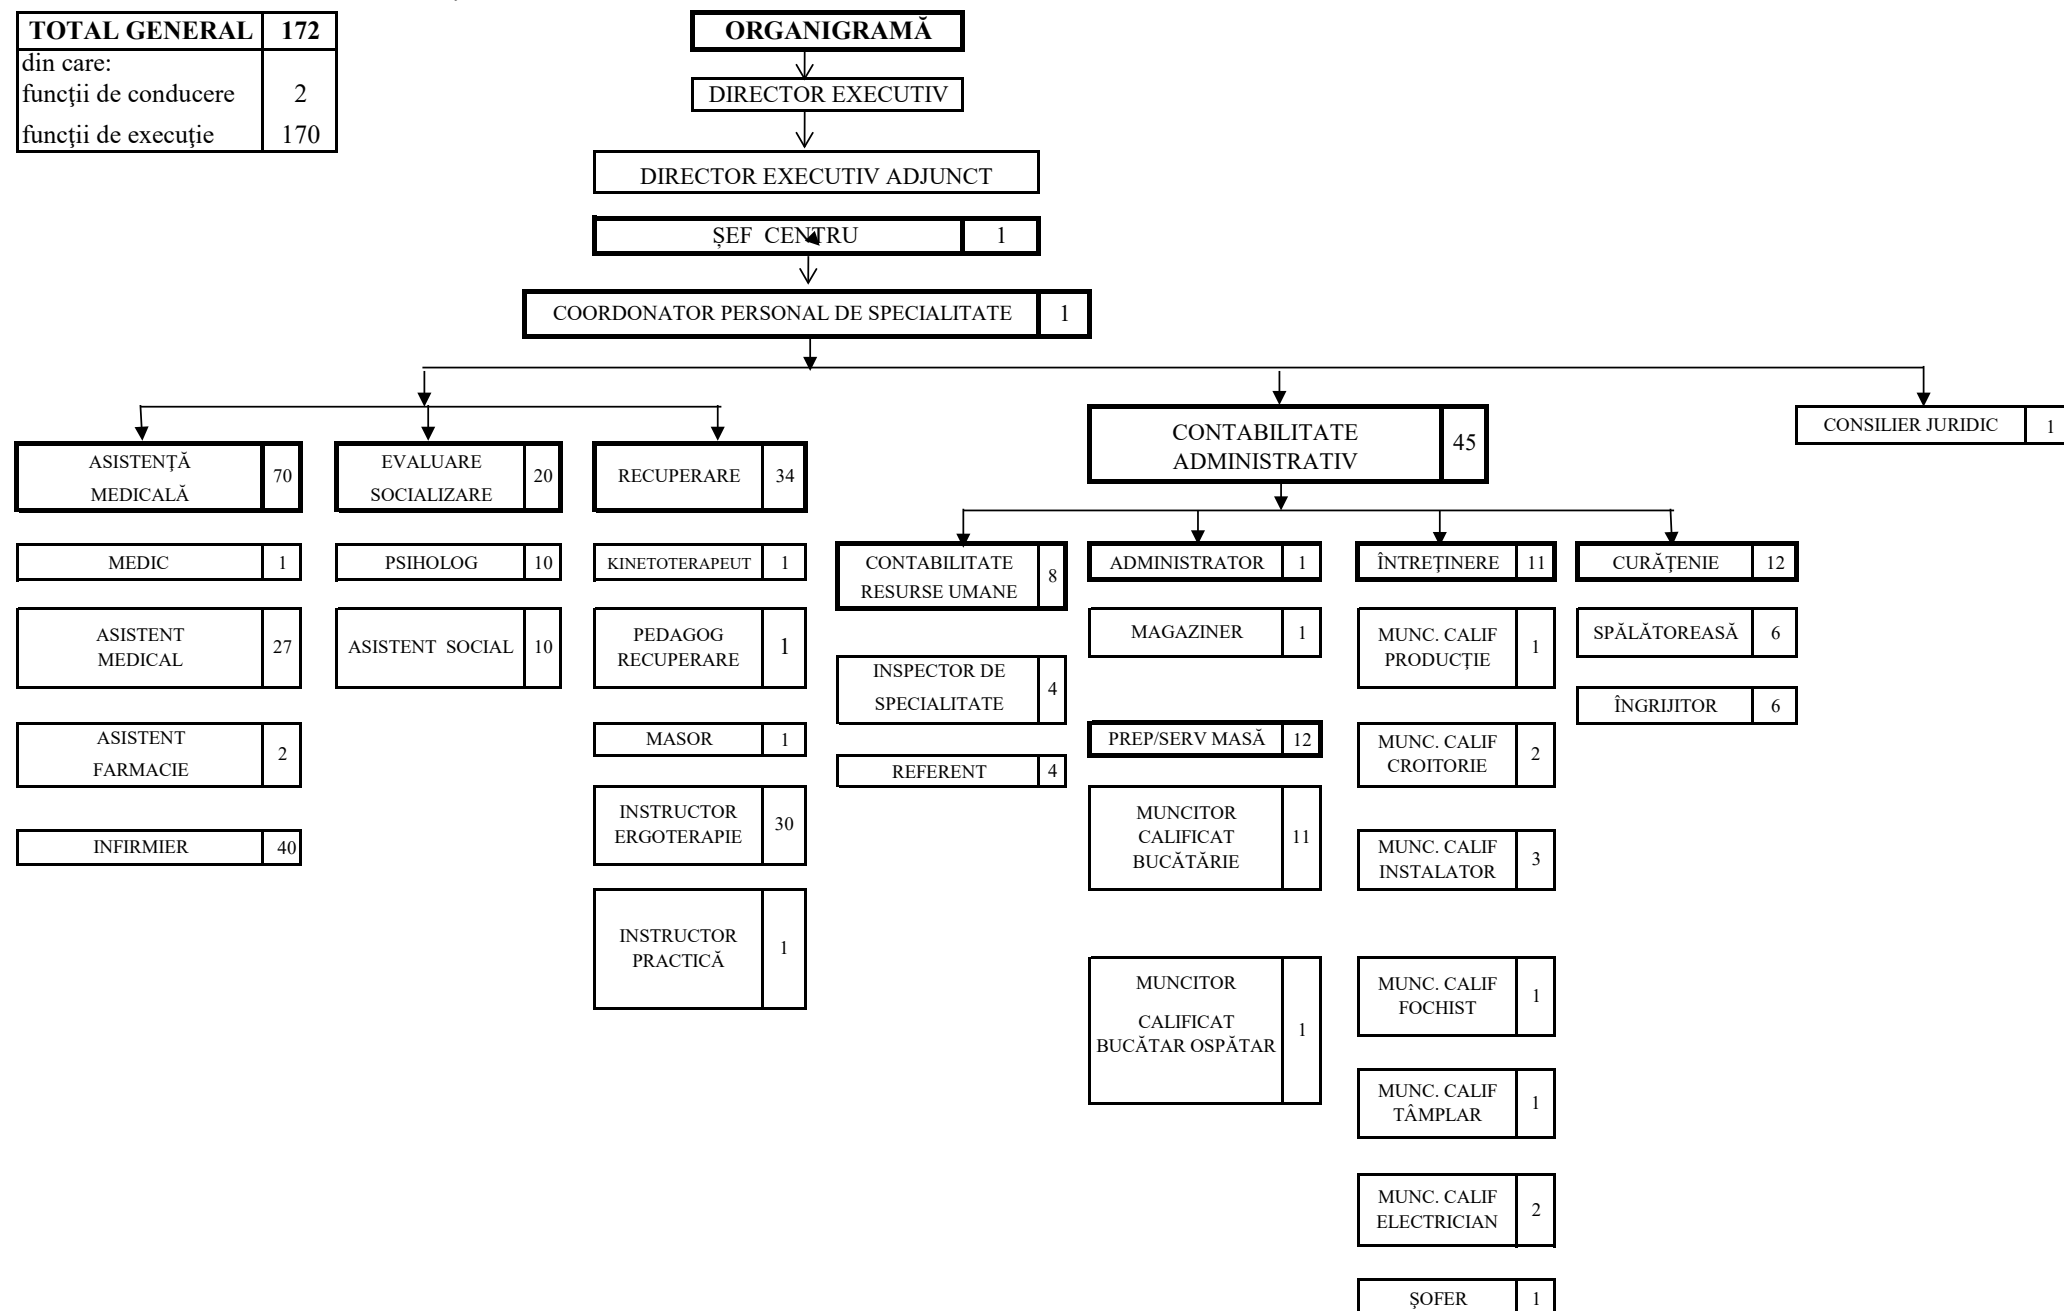 TOTAL GENERAL 172
din care:
funcţii de conducere 2
funcţii de execuţie 170
ORGANIGRAMĂ
DIRECTOR EXECUTIV
DIRECTOR EXECUTIV ADJUNCT
ȘEF CENTRU 1
COORDONATOR PERSONAL DE SPECIALITATE 1
ASISTENŢĂ
MEDICALĂ
70
EVALUARE
SOCIALIZARE
20
RECUPERARE 34
CONTABILITATE
ADMINISTRATIV
45
CONSILIER JURIDIC 1
MEDIC 1
ASISTENT
MEDICAL
27
ASISTENT
FARMACIE
2
INFIRMIER 40
PSIHOLOG 10
ASISTENT SOCIAL 10
KINETOTERAPEUT 1
PEDAGOG
RECUPERARE
1
MASOR 1
INSTRUCTOR
ERGOTERAPIE
30
INSTRUCTOR
PRACTICĂ
1
CONTABILITATE
RESURSE UMANE
8
INSPECTOR DE
SPECIALITATE
4
REFERENT 4
ADMINISTRATOR 1
MAGAZINER 1
PREP/SERV MASĂ 12
MUNCITOR
CALIFICAT
BUCĂTĂRIE
11
MUNCITOR
CALIFICAT
BUCĂTAR OSPĂTAR
1
ÎNTREŢINERE 11
MUNC. CALIF
PRODUCŢIE
1
MUNC. CALIF
CROITORIE
2
MUNC. CALIF
INSTALATOR
3
MUNC. CALIF
FOCHIST
1
MUNC. CALIF
TÂMPLAR
1
MUNC. CALIF
ELECTRICIAN
2
ŞOFER 1
CURĂŢENIE 12
SPĂLĂTOREASĂ 6
ÎNGRIJITOR 6